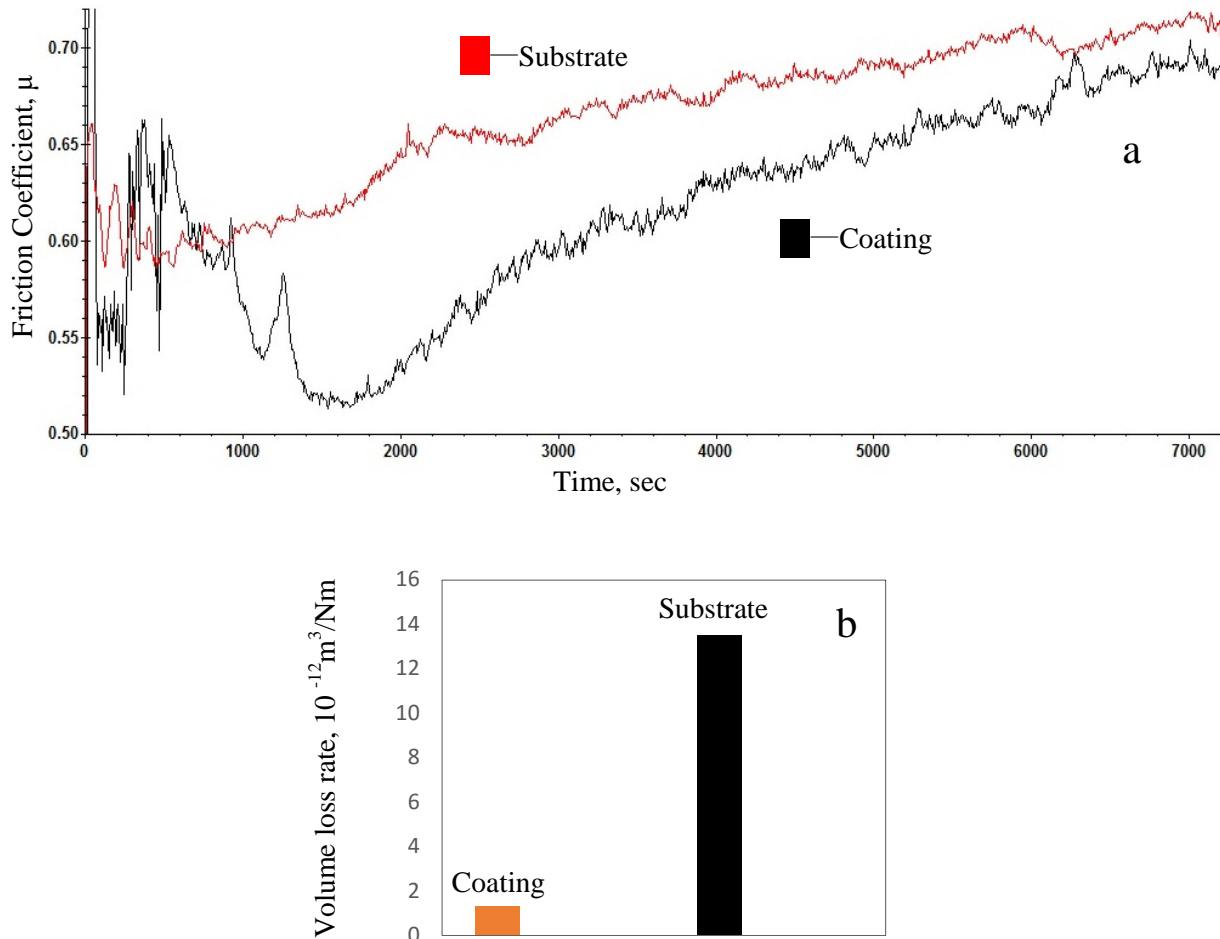 0.70
0.65
0.60
0.55
0.50
Friction Coefficient, μ
Substrate
a
Coating
0 1000 2000 3000 4000 5000 6000 7000
Time, sec
Volume loss rate, 10 -12 m3/Nm
16
14
12
10
8
6
4
2
0
Substrate
b
Coating